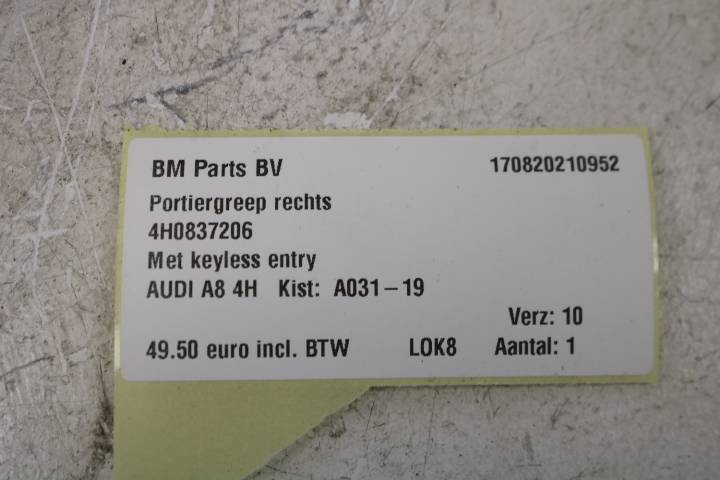 BM Parts BV 170820210952
Portiergreep rechts
4H0837206
Met keyless entry
AUDI A8 4H Kist: A031-19
Verz: 10
49.50 euro incl. BTW LOK8 Aantal: 1